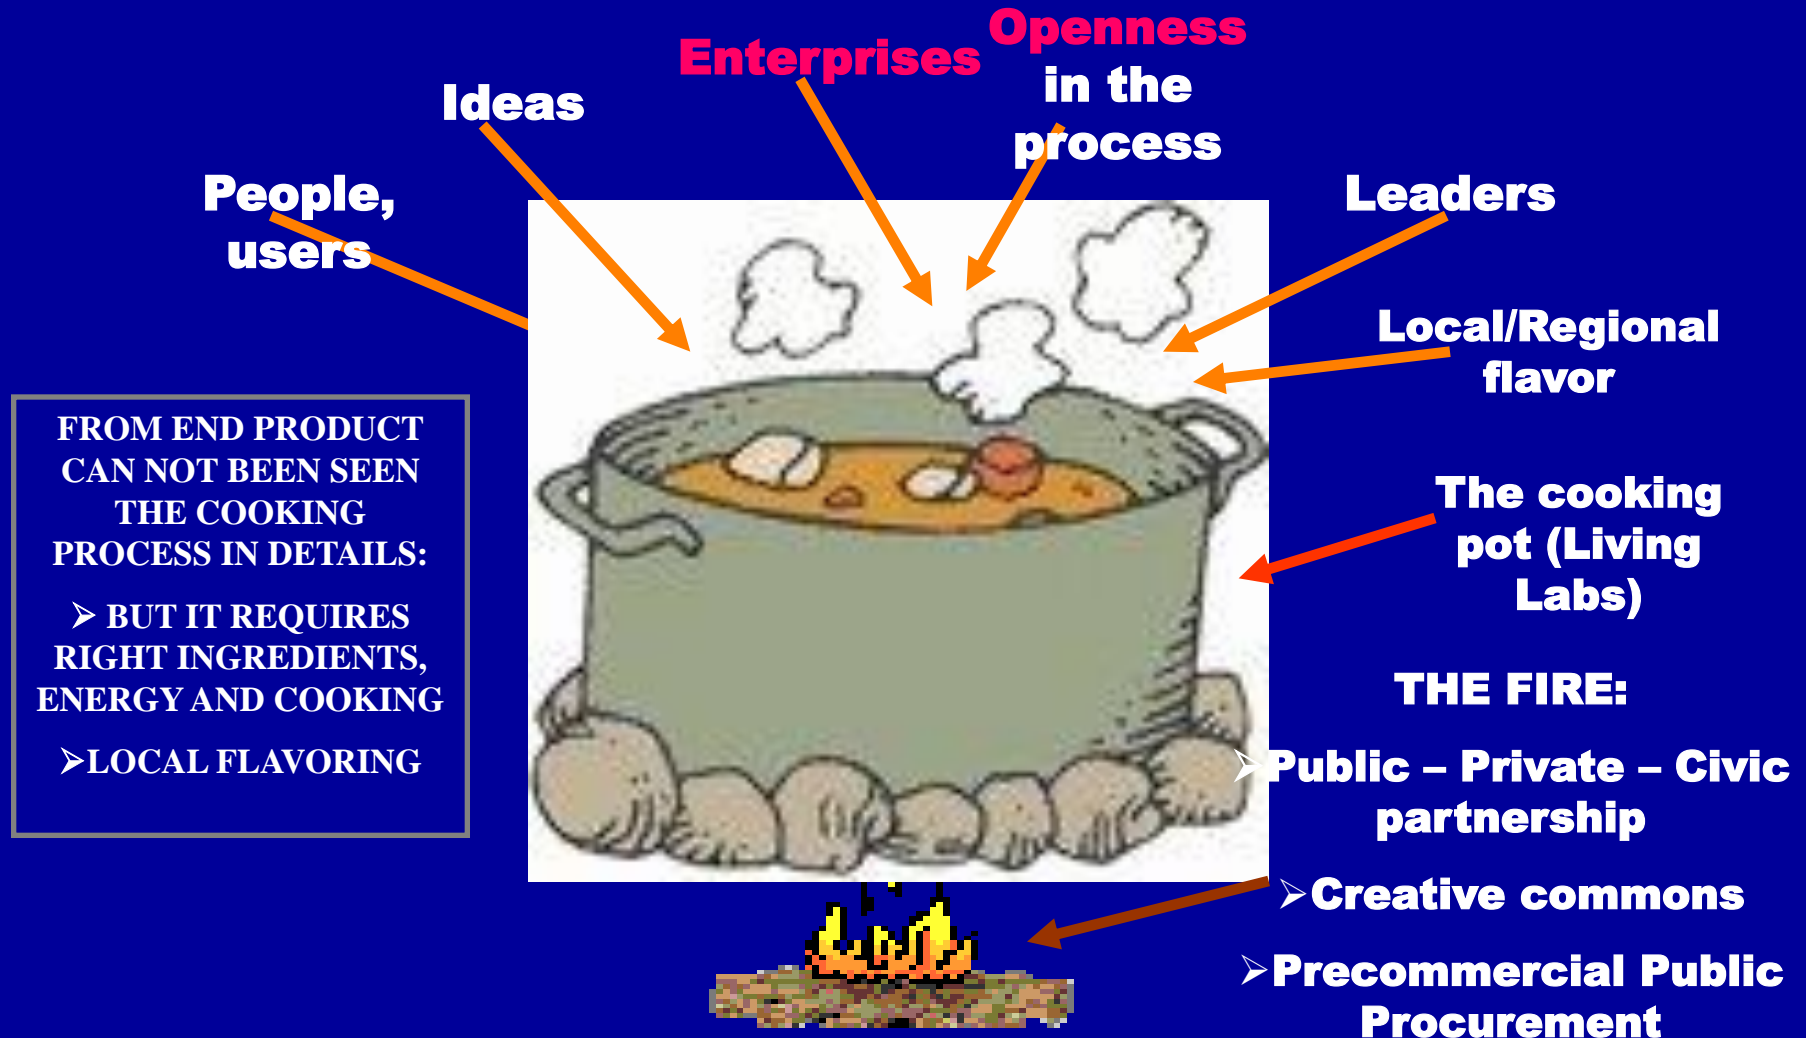 Openness
in the
process
Enterprises
Ideas
People,
users
Leaders
Local/Regional
flavor
FROM END PRODUCT
CAN NOT BEEN SEEN
THE COOKING
PROCESS IN DETAILS:
➢ BUT IT REQUIRES
RIGHT INGREDIENTS,
ENERGY AND COOKING
➢LOCAL FLAVORING
The cooking
pot (Living
Labs)
THE FIRE:
➢Public – Private – Civic
partnership
➢Creative commons
➢Precommercial Public
Procurement